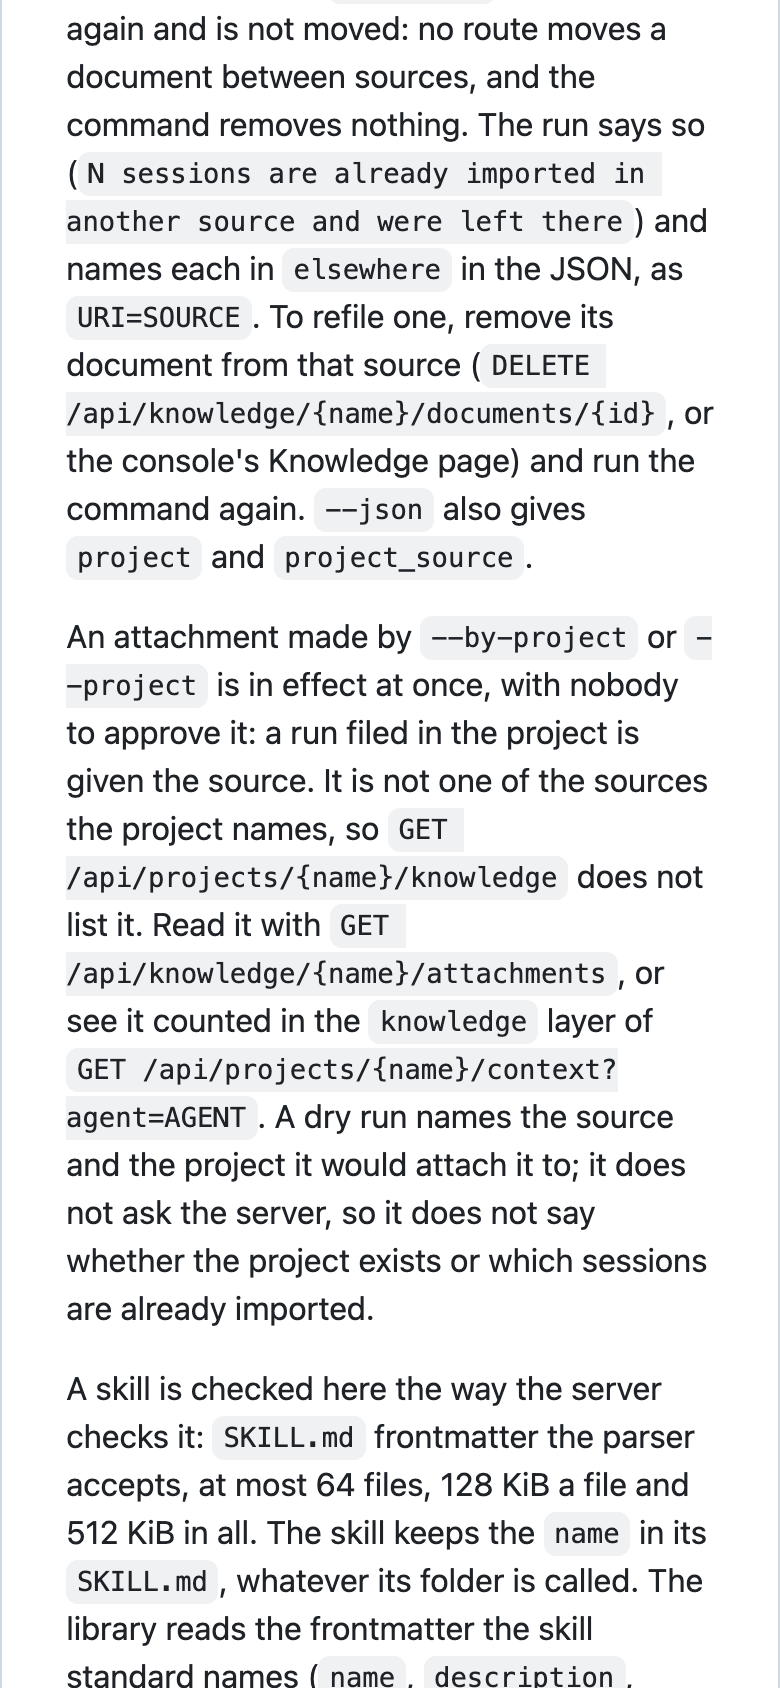 again and is not moved: no route moves a
document between sources, and the
command removes nothing. The run says so
(N sessions are already imported in
another source and were left there) and
names each in elsewhere in the JSON, as
URI=SOURCE. To refile one, remove its
document from that source (DELETE
/api/knowledge/{name}/documents/{id}, or
the console's Knowledge page) and run the
command again. --json also gives
project and project_source.
An attachment made by --by-project or -
-project is in effect at once, with nobody
to approve it: a run filed in the project is
given the source. It is not one of the sources
the project names, so GET
/api/projects/{name}/knowledge does not
list it. Read it with GET
/api/knowledge/{name}/attachments, or
see it counted in the knowledge layer of
GET /api/projects/{name}/context?
agent=AGENT. A dry run names the source
and the project it would attach it to; it does
not ask the server, so it does not say
whether the project exists or which sessions
are already imported.
A skill is checked here the way the server
checks it: SKILL.md frontmatter the parser
accepts, at most 64 files, 128 KiB a file and
512 KiB in all. The skill keeps the name in its
SKILL.md, whatever its folder is called. The
library reads the frontmatter the skill
standard names (name, description,